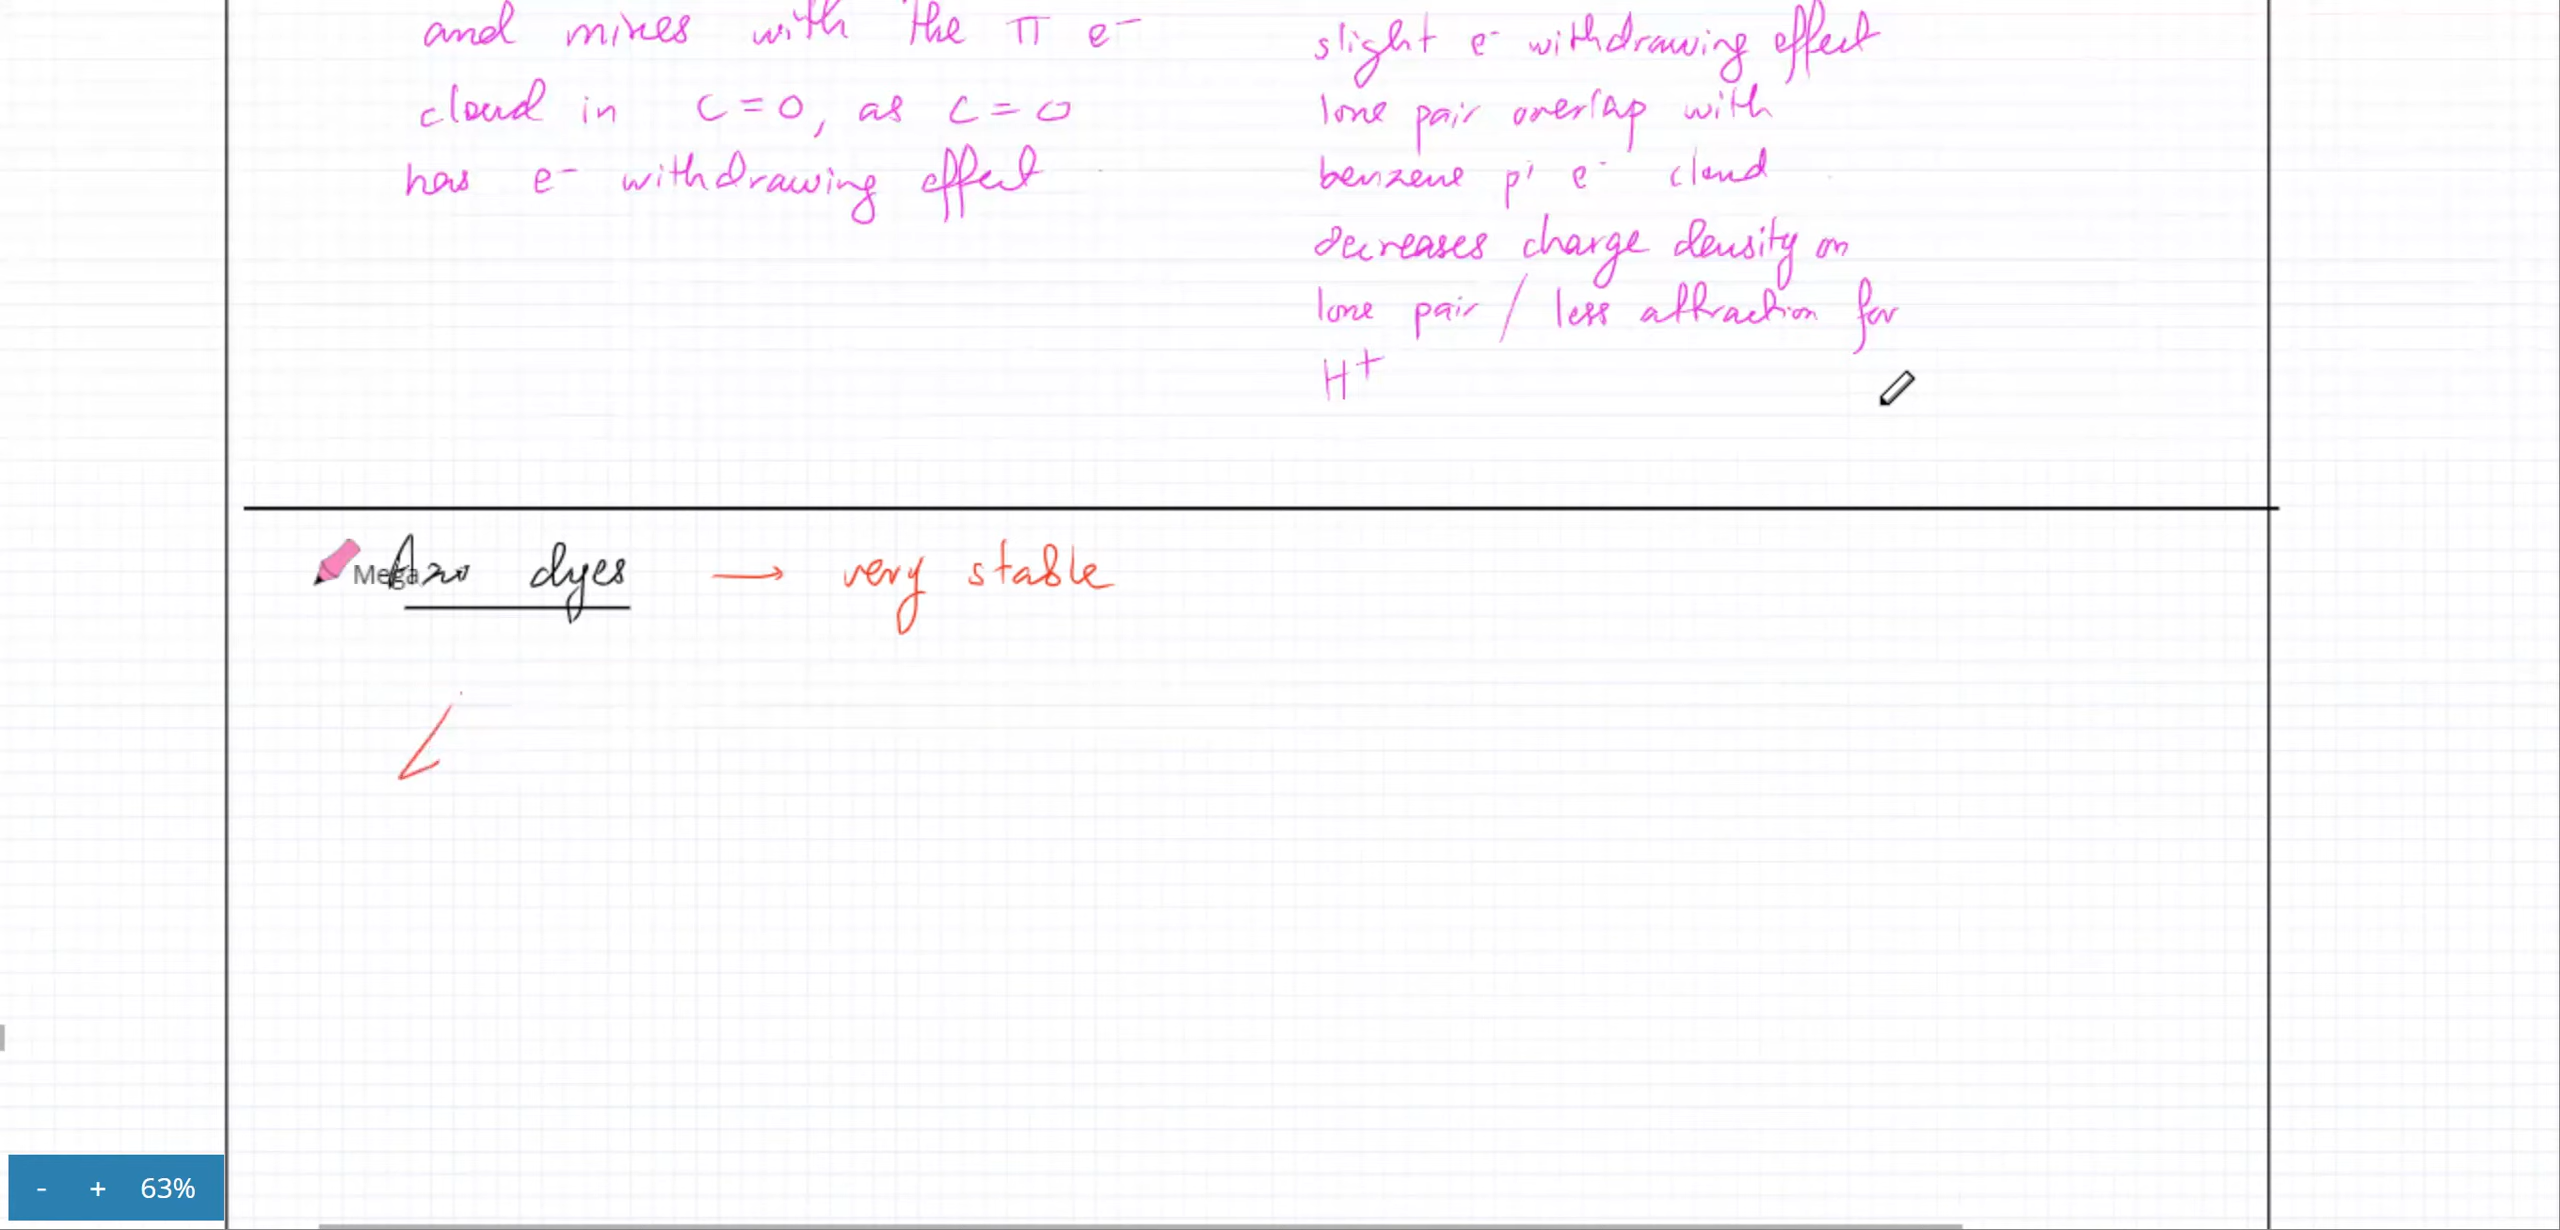 and mixes with the π e⁻
cloud in C=O, as C=O
has e⁻ withdrawing effect
slight e⁻ withdrawing effect
lone pair overlap with
benzene pi e⁻ cloud
decreases charge density on
lone pair / less attraction for
H⁺
Mega
Azo dyes → very stable
- + 63%